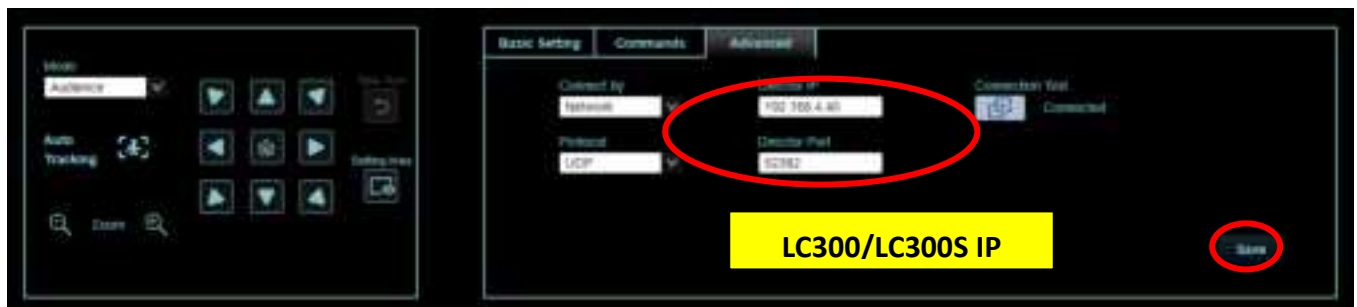 Mode
Audience
Auto
Tracking
Zoom
Setting Area
Basic Setting
Commands
Advanced
Connect by
Network
Protocol
UDP
Director IP
Director Port
Connection Test
Connected
LC300/LC300S IP
Save